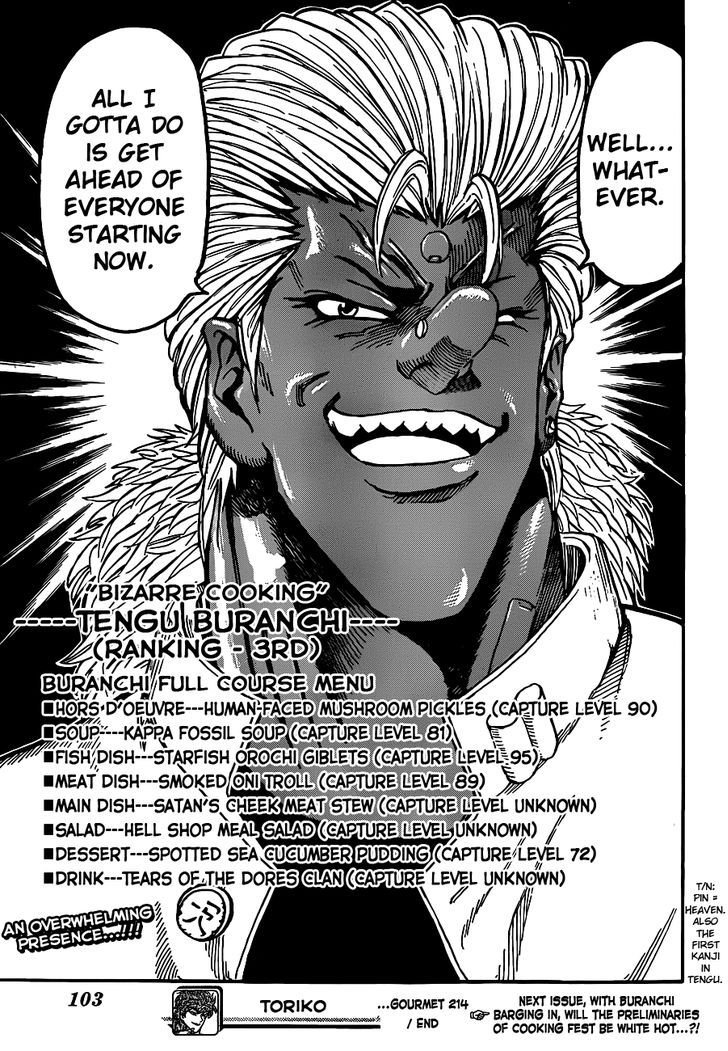 WELL...
WHAT-
EVER.
ALL I
GOTTA DO
IS GET
AHEAD OF
EVERYONE
STARTING
NOW.
"BIZARRE COOKING"
-----TENGU BURANCHI----
(RANKING - 3RD)
BURANCHI FULL COURSE MENU
■HORS D'OEUVRE---HUMAN-FACED MUSHROOM PICKLES (CAPTURE LEVEL 90)
■SOUP---KAPPA FOSSIL SOUP (CAPTURE LEVEL 81)
■FISH DISH---STARFISH OROCHI GIBLETS (CAPTURE LEVEL 95)
■MEAT DISH---SMOKED ONI TROLL (CAPTURE LEVEL 89)
■MAIN DISH---SATAN'S CHEEK MEAT STEW (CAPTURE LEVEL UNKNOWN)
■SALAD---HELL SHOP MEAL SALAD (CAPTURE LEVEL UNKNOWN)
■DESSERT---SPOTTED SEA CUCUMBER PUDDING (CAPTURE LEVEL 72)
■DRINK---TEARS OF THE DORES CLAN (CAPTURE LEVEL UNKNOWN)
AN OVERWHELMING
PRESENCE...!!!!
T/N:
PIN =
HEAVEN.
ALSO
THE
FIRST
KANJI
IN
TENGU.
103
TORIKO
...GOURMET 214
/ END
NEXT ISSUE, WITH BURANCHI
☞ BARGING IN, WILL THE PRELIMINARIES
OF COOKING FEST BE WHITE HOT...?!